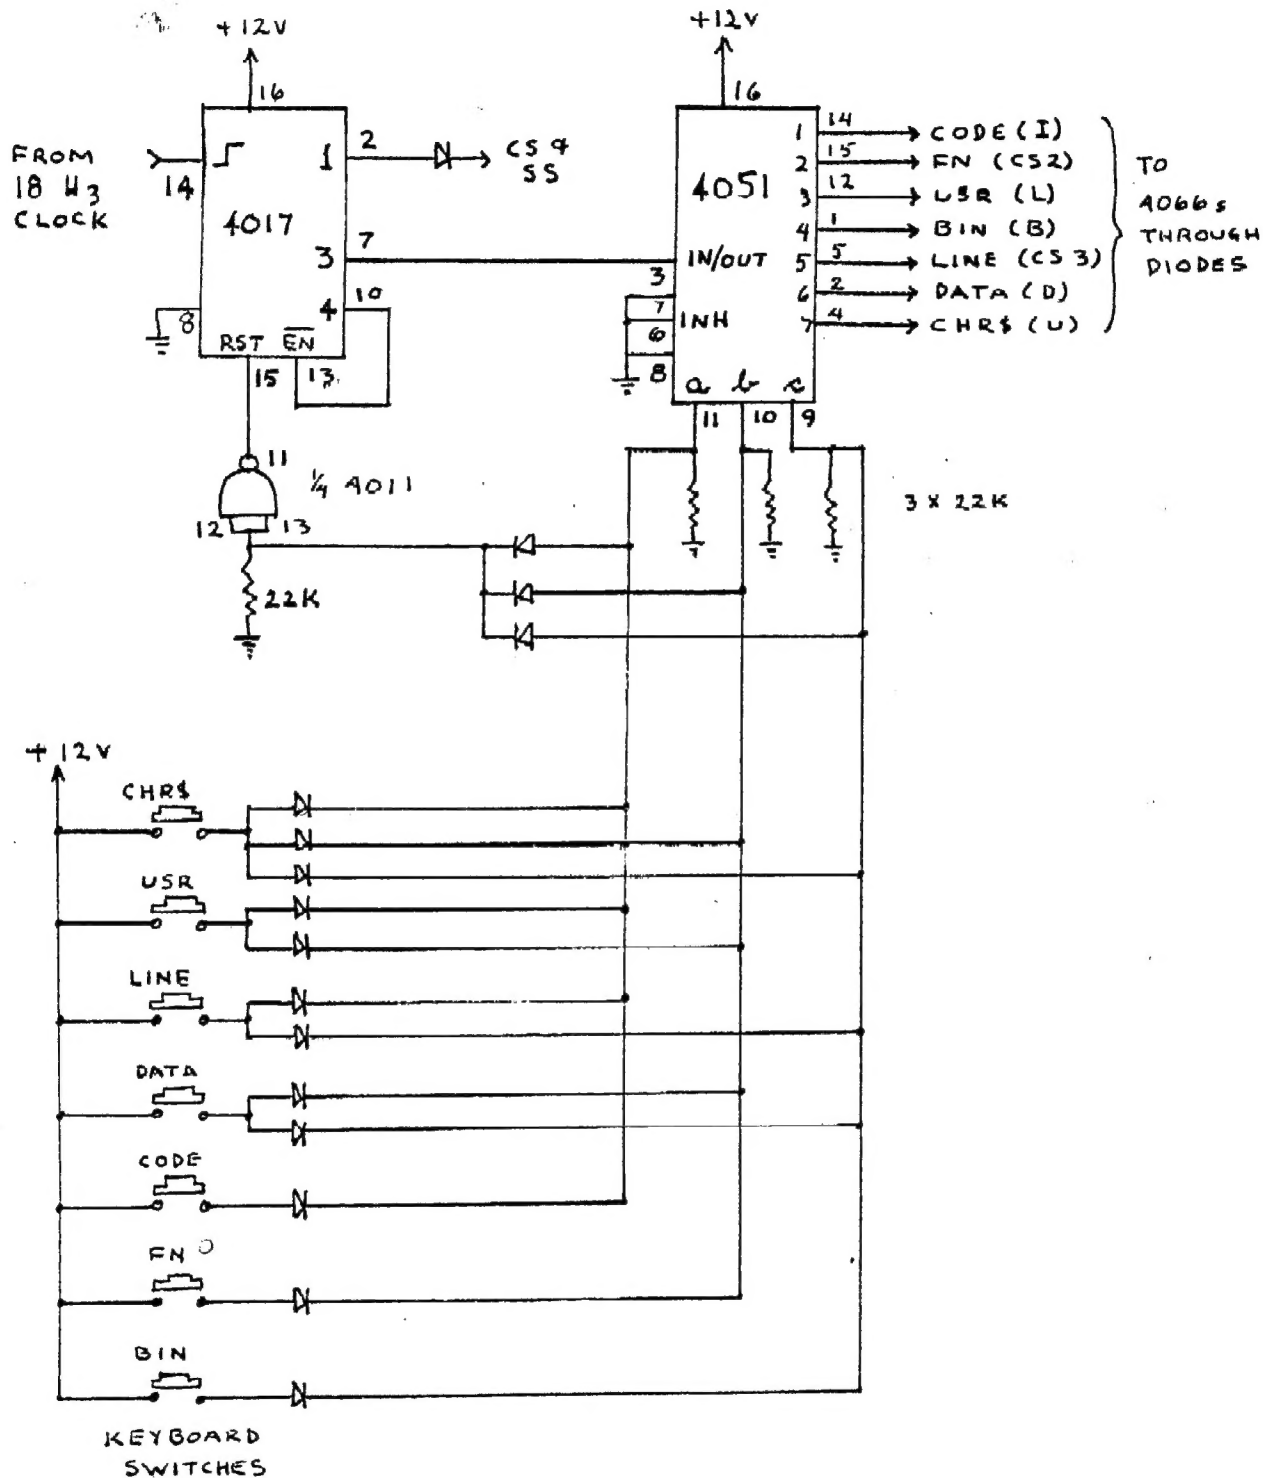 +12V
+12V
16
16
FROM
18 Hz
CLOCK
14
1
2
CS &
SS
4017
3
7
4
10
8
RST
EN
15
13
4051
1 14 CODE (I)
2 15 FN (CS2)
3 12 USR (L)
4 1 BIN (B)
5 5 LINE (CS3)
6 2 DATA (D)
7 4 CHR$ (U)
TO
4066s
THROUGH
DIODES
IN/OUT
3
7
INH
6
8
a b c
11 10 9
11
¼ 4011
12 13
22K
3 x 22K
+12V
CHR$
USR
LINE
DATA
CODE
FN
BIN
KEYBOARD
SWITCHES